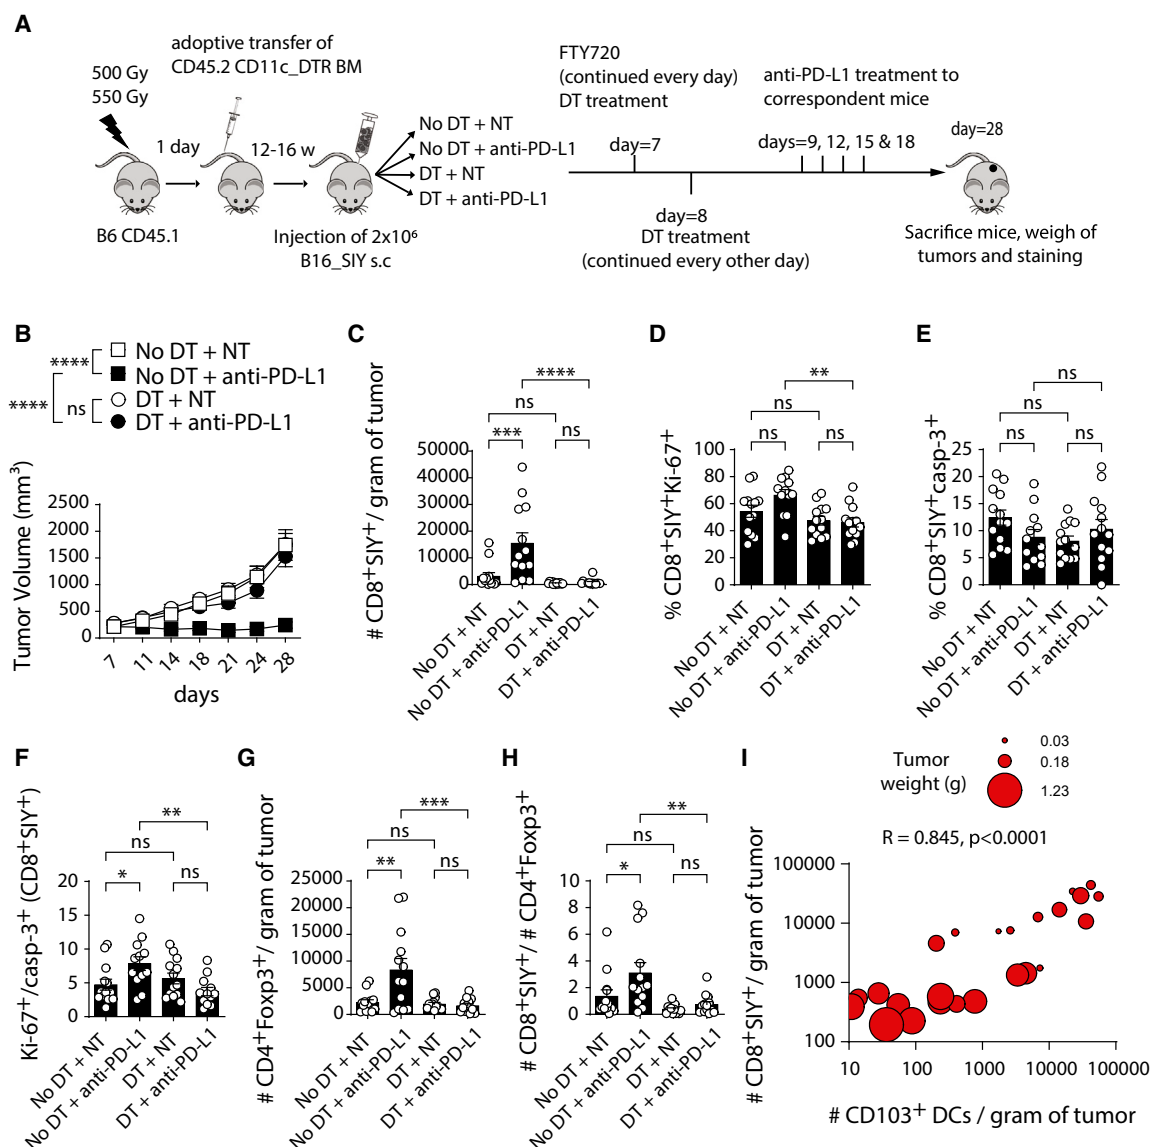 A
adoptive transfer of
CD45.2 CD11c_DTR BM
500 Gy
550 Gy
1 day
12-16 w
B6 CD45.1
Injection of 2x10⁶
B16_SIY s.c
No DT + NT
No DT + anti-PD-L1
DT + NT
DT + anti-PD-L1
FTY720
(continued every day)
DT treatment
day=7
day=8
DT treatment
(continued every other day)
anti-PD-L1 treatment to
correspondent mice
days=9, 12, 15 & 18
day=28
Sacrifice mice, weigh of
tumors and staining
B
**** 
****
ns
No DT + NT
No DT + anti-PD-L1
DT + NT
DT + anti-PD-L1
Tumor Volume (mm³)
2500
2000
1500
1000
500
0
7 11 14 18 21 24 28
days
C
****
ns
*** ns
# CD8⁺SIY⁺/ gram of tumor
50000
40000
30000
20000
10000
0
No DT + NT
No DT + anti-PD-L1
DT + NT
DT + anti-PD-L1
D
**
ns
ns ns
% CD8⁺SIY⁺Ki-67⁺
100
80
60
40
20
0
No DT + NT
No DT + anti-PD-L1
DT + NT
DT + anti-PD-L1
E
ns
ns
ns ns
% CD8⁺SIY⁺casp-3⁺
25
20
15
10
5
0
No DT + NT
No DT + anti-PD-L1
DT + NT
DT + anti-PD-L1
F
**
ns
* ns
Ki-67⁺/casp-3⁺ (CD8⁺SIY⁺)
20
15
10
5
0
No DT + NT
No DT + anti-PD-L1
DT + NT
DT + anti-PD-L1
G
***
ns
** ns
# CD4⁺Foxp3⁺/ gram of tumor
25000
20000
15000
10000
5000
0
No DT + NT
No DT + anti-PD-L1
DT + NT
DT + anti-PD-L1
H
**
ns
* ns
# CD8⁺SIY⁺/ # CD4⁺Foxp3⁺
10
8
6
4
2
0
No DT + NT
No DT + anti-PD-L1
DT + NT
DT + anti-PD-L1
I
Tumor
weight (g)
0.03
0.18
1.23
R = 0.845, p<0.0001
# CD8⁺SIY⁺/ gram of tumor
100000
10000
1000
100
10 100 1000 10000 100000
# CD103⁺ DCs / gram of tumor